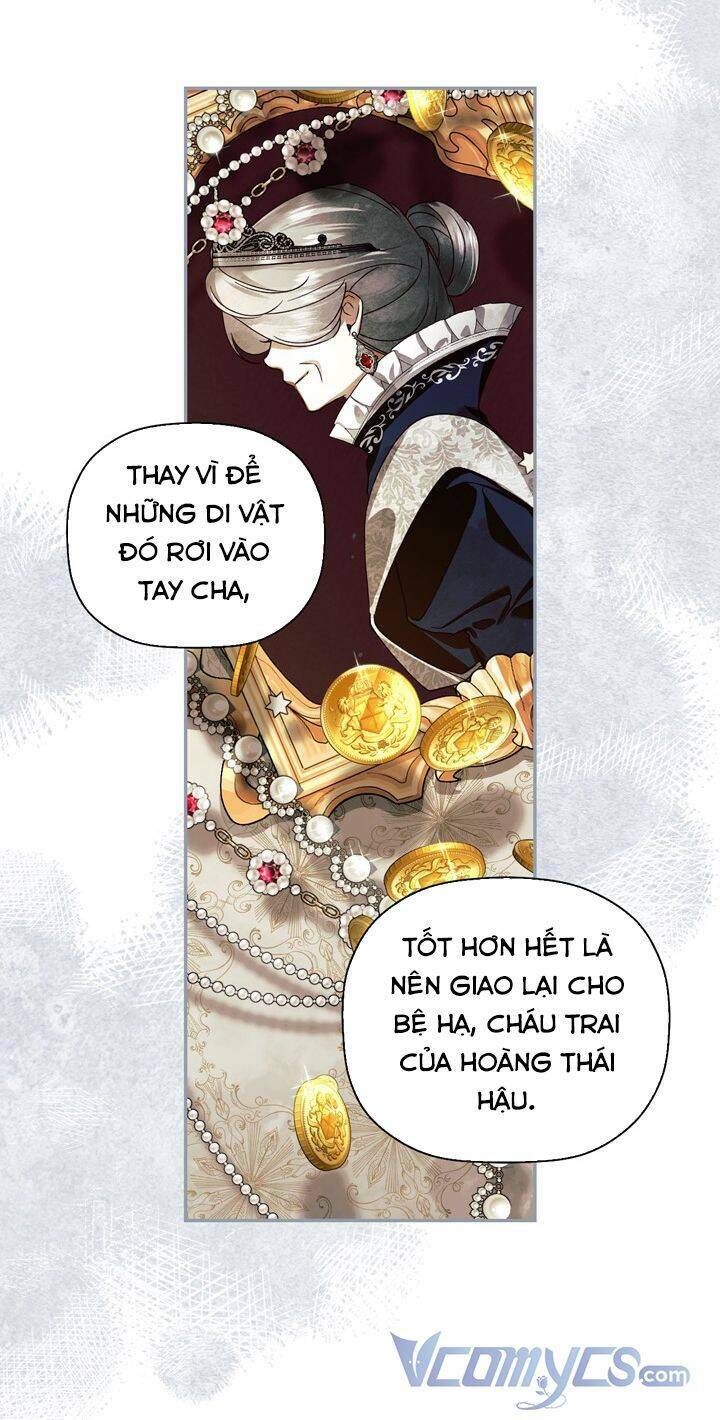 THAY VÌ ĐỂ
NHỮNG DI VẬT
ĐÓ RƠI VÀO
TAY CHA,
TỐT HƠN HẾT LÀ
NÊN GIAO LẠI CHO
BỆ HẠ, CHÁU TRAI
CỦA HOÀNG THÁI
HẬU.
VCOMYCS.com